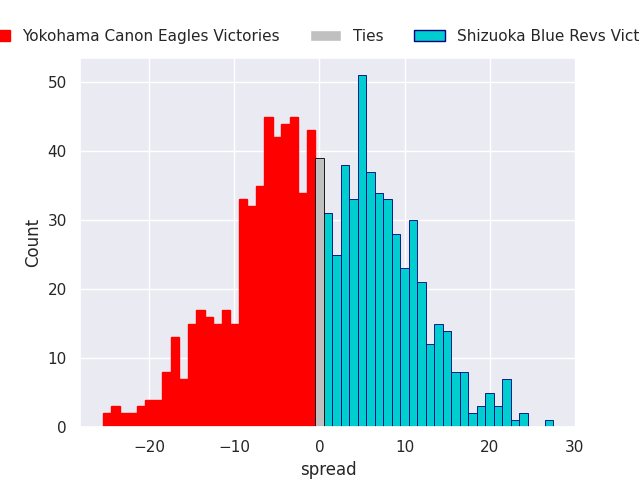 Yokohama Canon Eagles Victories Ties Shizuoka Blue Revs Vict
50
40
30
20
10
0
Count
−20 −10 0 10 20 30
spread